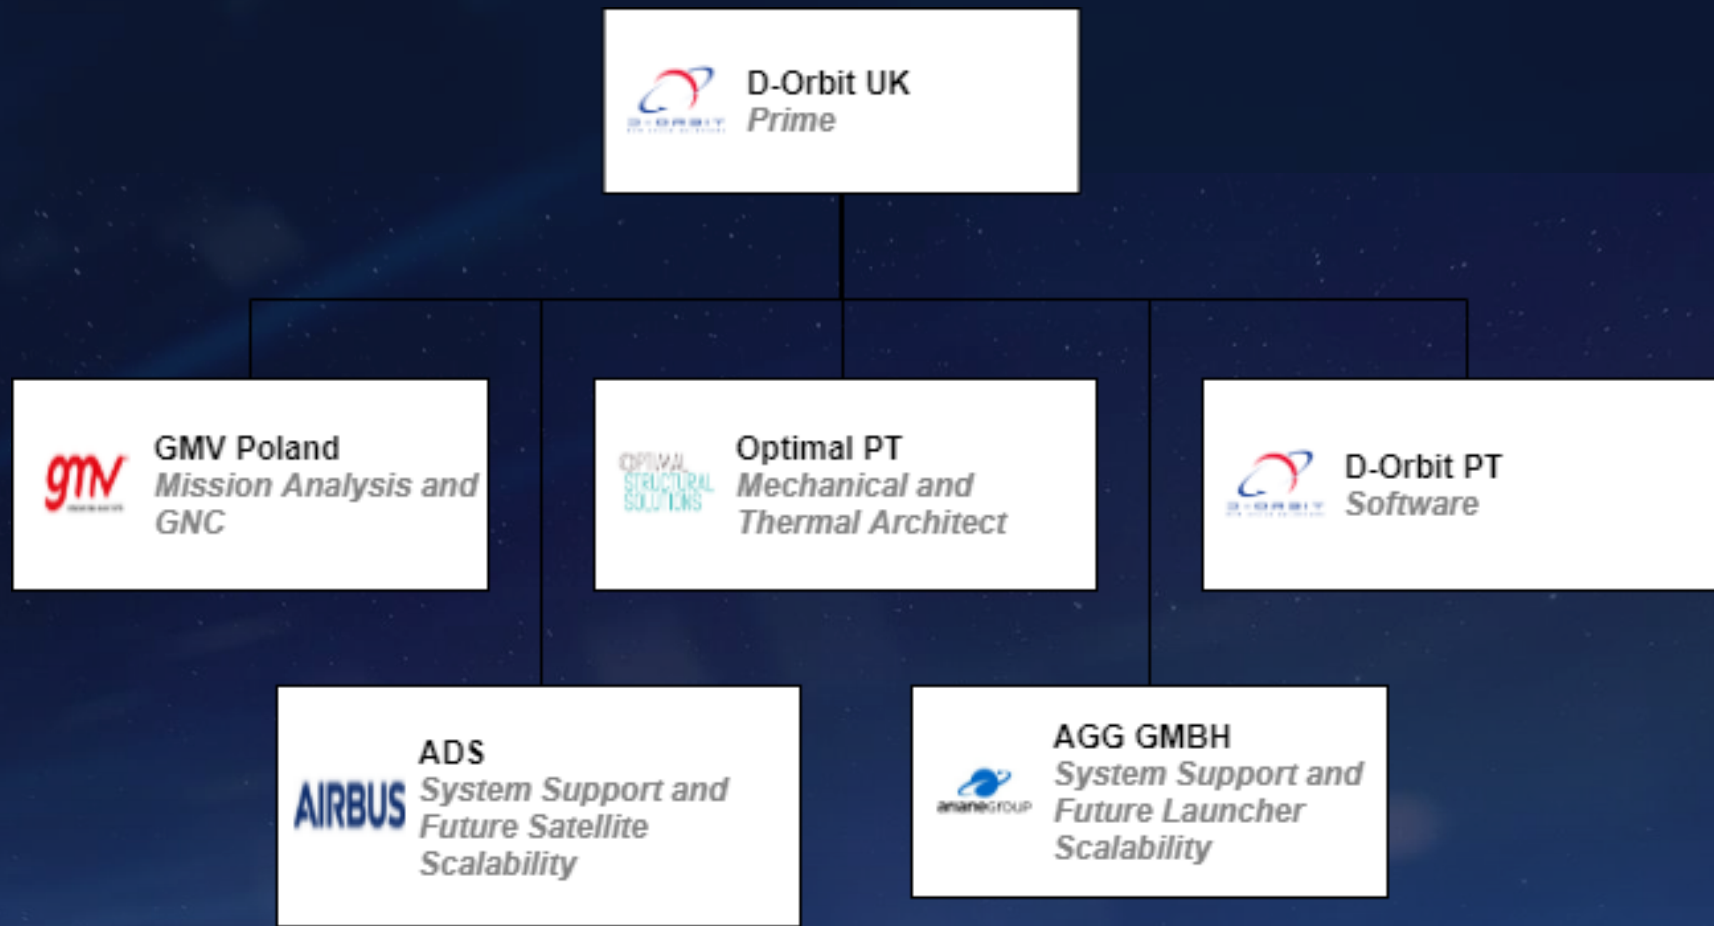 D-Orbit UK
Prime
D-ORBIT
GMV Poland
Mission Analysis and
GNC
gmv
Optimal PT
Mechanical and
Thermal Architect
OPTIMAL
STRUCTURAL
SOLUTIONS
D-Orbit PT
Software
D-ORBIT
ADS
System Support and
Future Satellite
Scalability
AIRBUS
AGG GMBH
System Support and
Future Launcher
Scalability
arianeGROUP